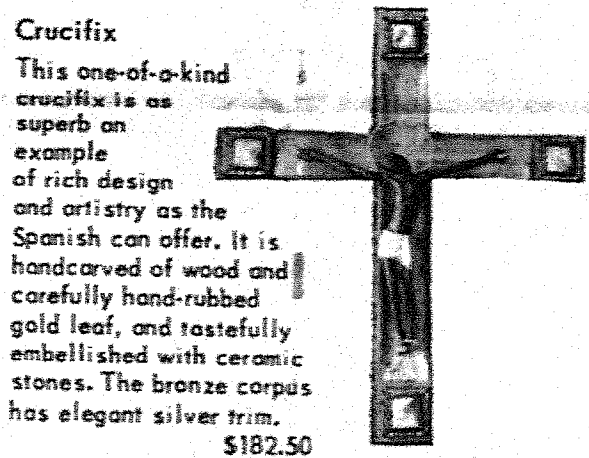 Crucifix
This one-of-a-kind
crucifix is as
superb an
example
of rich design
and artistry as the
Spanish can offer. It is
handcarved of wood and
carefully hand-rubbed
gold leaf, and tastefully
embellished with ceramic
stones. The bronze corpus
has elegant silver trim.
$182.50